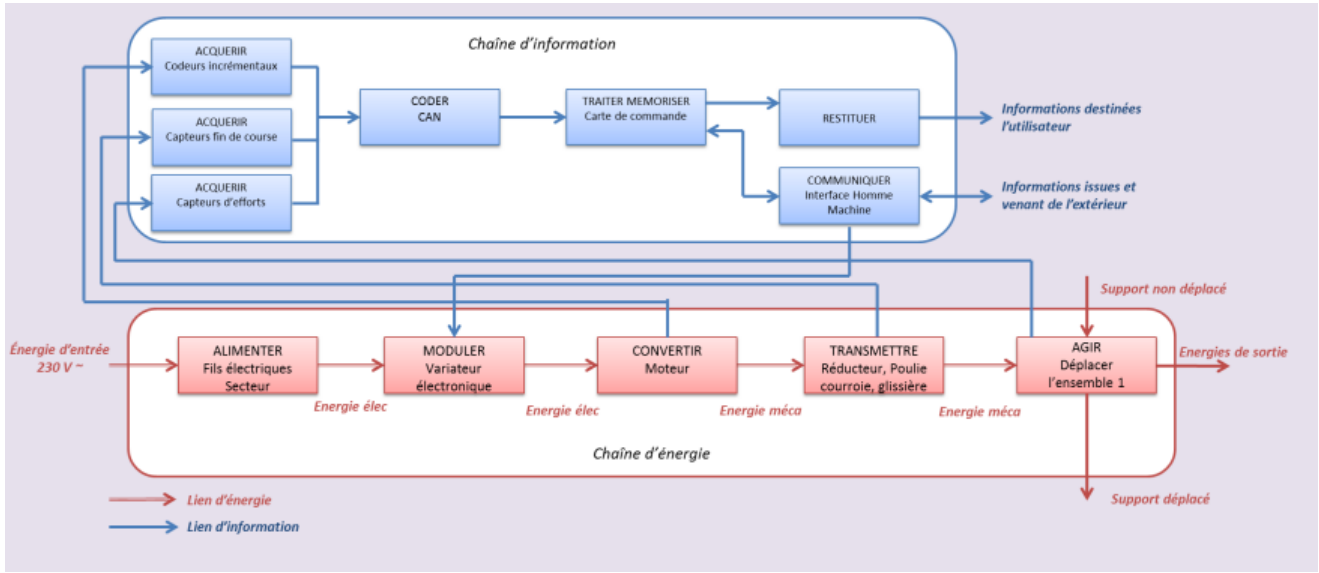 Chaîne d'information
ACQUERIR
Codeurs incrémentaux
ACQUERIR
Capteurs fin de course
ACQUERIR
Capteurs d'efforts
CODER
CAN
TRAITER MEMORISER
Carte de commande
RESTITUER
COMMUNIQUER
Interface Homme
Machine
Informations destinées
l'utilisateur
Informations issues et
venant de l'extérieur
Support non déplacé
Énergie d'entrée
230 V ~
ALIMENTER
Fils électriques
Secteur
Energie élec
MODULER
Variateur
électronique
Energie élec
CONVERTIR
Moteur
Energie méca
TRANSMETTRE
Réducteur, Poulie
courroie, glissière
Energie méca
AGIR
Déplacer
l'ensemble 1
Energies de sortie
Chaîne d'énergie
Support déplacé
Lien d'énergie
Lien d'information